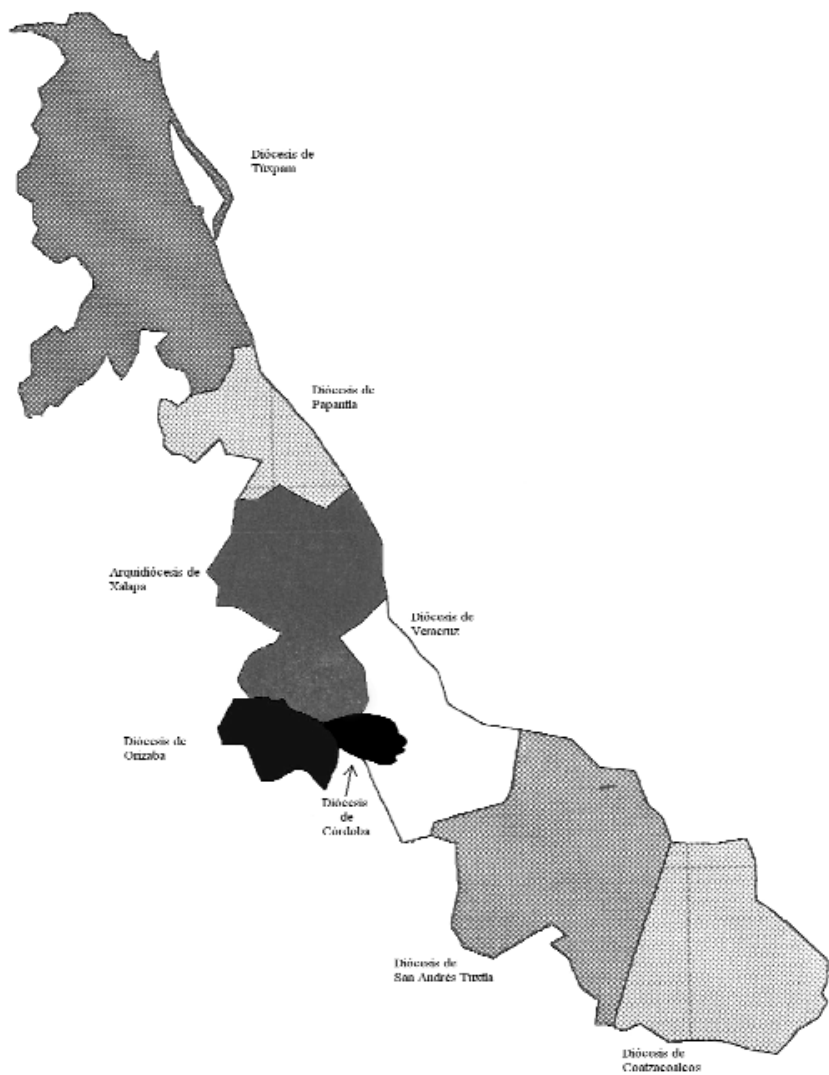 Diócesis de
Tuxpam
Diócesis de
Papantla
Arquidiócesis de
Xalapa
Diócesis de
Veracruz
Diócesis de
Orizaba
Diócesis
de
Córdoba
Diócesis de
San Andrés Tuxtla
Diócesis de
Coatzacoalcos